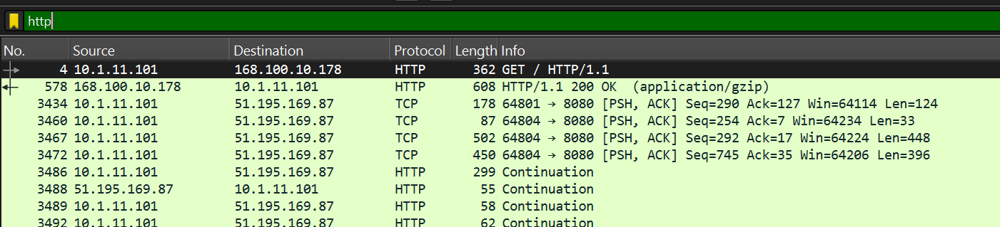 http
No. Source Destination Protocol Length Info
4 10.1.11.101 168.100.10.178 HTTP 362 GET / HTTP/1.1
578 168.100.10.178 10.1.11.101 HTTP 608 HTTP/1.1 200 OK (application/gzip)
3434 10.1.11.101 51.195.169.87 TCP 178 64801 → 8080 [PSH, ACK] Seq=290 Ack=127 Win=64114 Len=124
3460 10.1.11.101 51.195.169.87 TCP 87 64804 → 8080 [PSH, ACK] Seq=254 Ack=7 Win=64234 Len=33
3467 10.1.11.101 51.195.169.87 TCP 502 64804 → 8080 [PSH, ACK] Seq=292 Ack=17 Win=64224 Len=448
3472 10.1.11.101 51.195.169.87 TCP 450 64804 → 8080 [PSH, ACK] Seq=745 Ack=35 Win=64206 Len=396
3486 10.1.11.101 51.195.169.87 HTTP 299 Continuation
3488 51.195.169.87 10.1.11.101 HTTP 55 Continuation
3489 10.1.11.101 51.195.169.87 HTTP 58 Continuation
3492 10.1.11.101 51.195.169.87 HTTP 62 Continuation